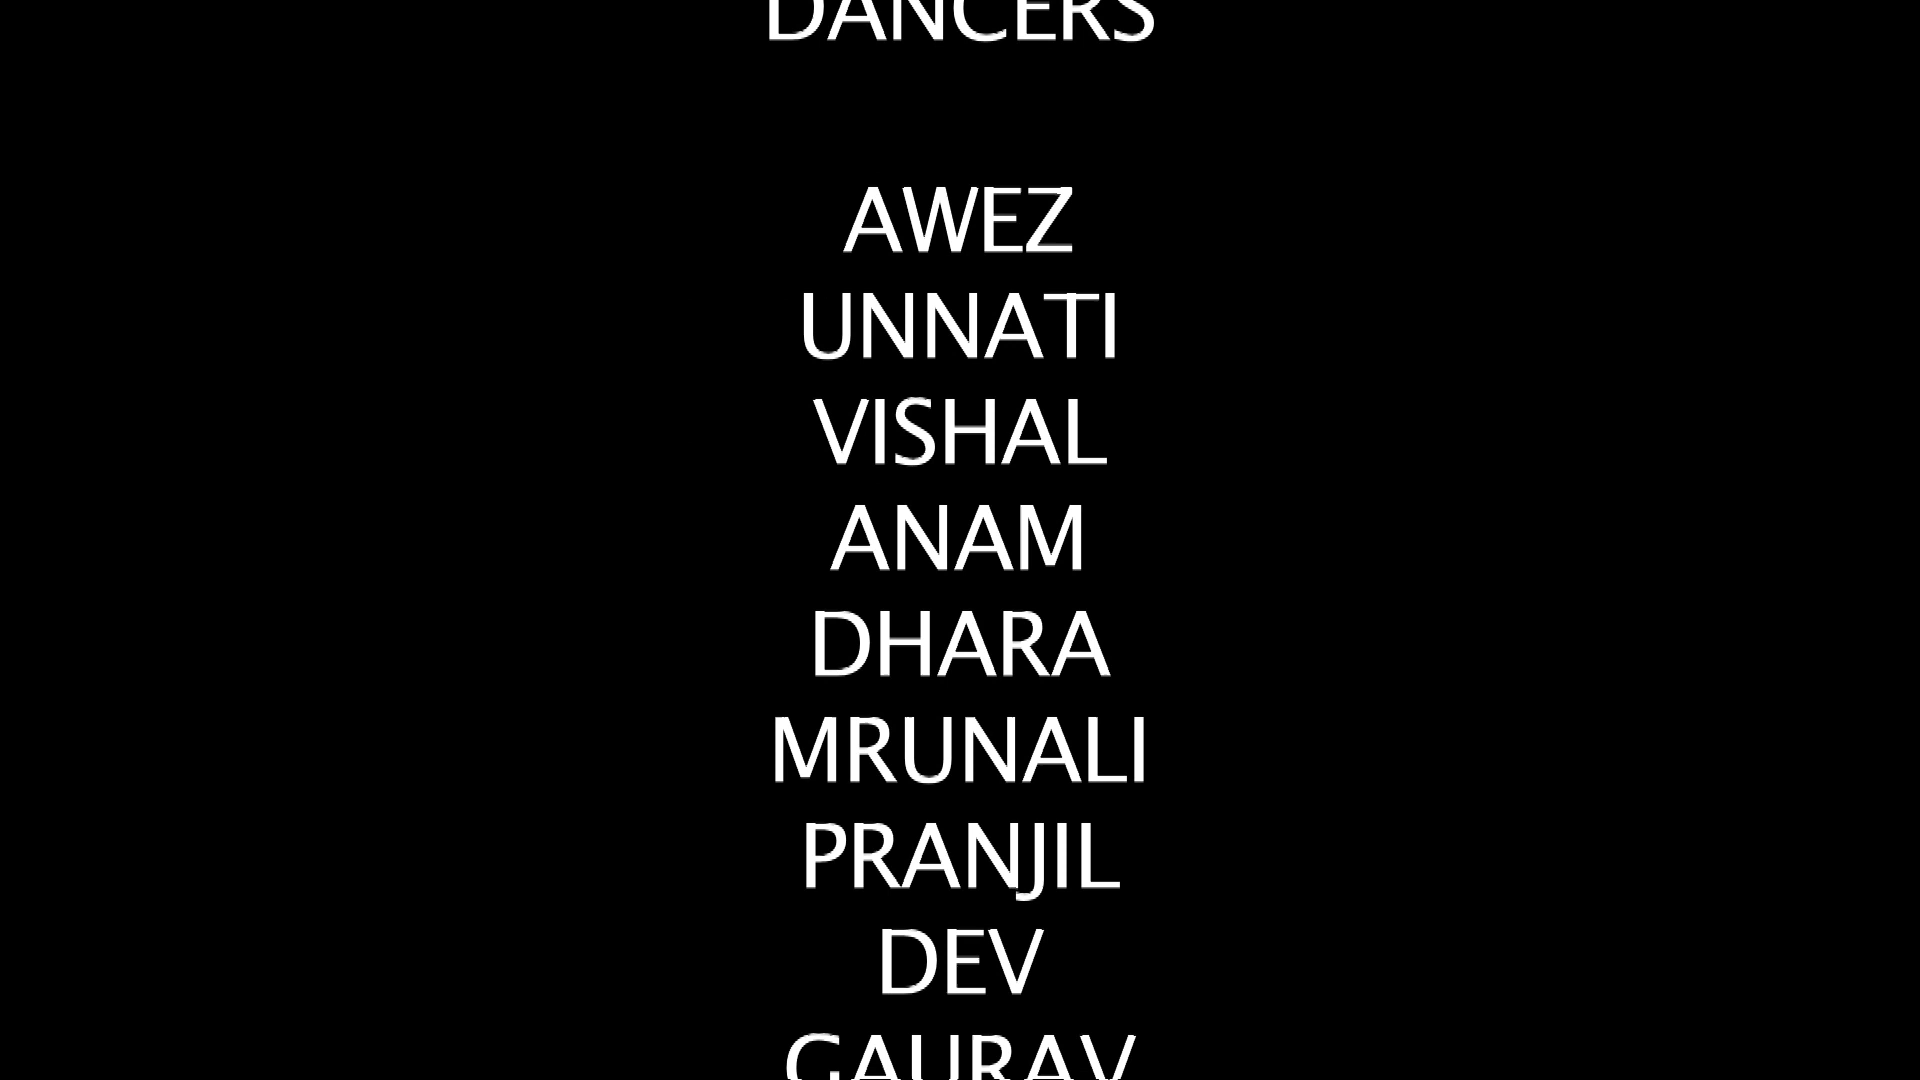 DANCERS
AWEZ
UNNATI
VISHAL
ANAM
DHARA
MRUNALI
PRANJIL
DEV
GAURAV